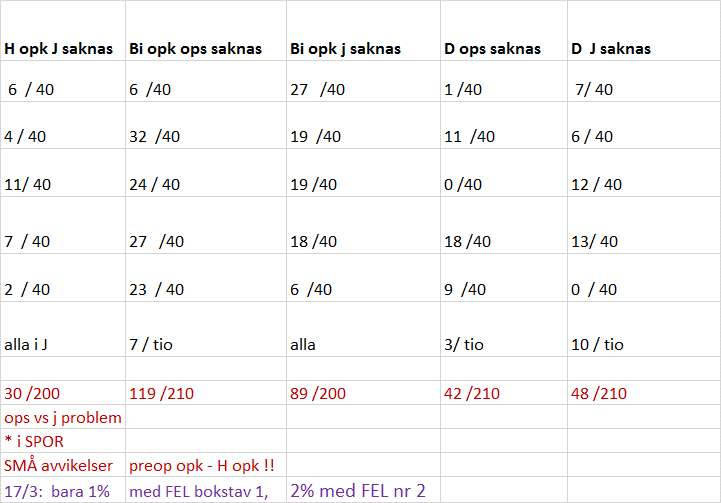 H opk J saknas Bi opk ops saknas Bi opk j saknas D ops saknas D J saknas
6 / 40 6 /40 27 /40 1 /40 7/ 40
4 / 40 32 /40 19 /40 11 /40 6 / 40
11/ 40 24 / 40 19 /40 0 /40 12 / 40
7 / 40 27 /40 18 /40 18 /40 13/ 40
2 / 40 23 / 40 6 /40 9 /40 0 / 40
alla i J 7 / tio alla 3/ tio 10 / tio
30 /200 119 /210 89 /200 42 /210 48 /210
ops vs j problem
* i SPOR
SMÅ avvikelser preop opk - H opk !!
17/3: bara 1% med FEL bokstav 1, 2% med FEL nr 2